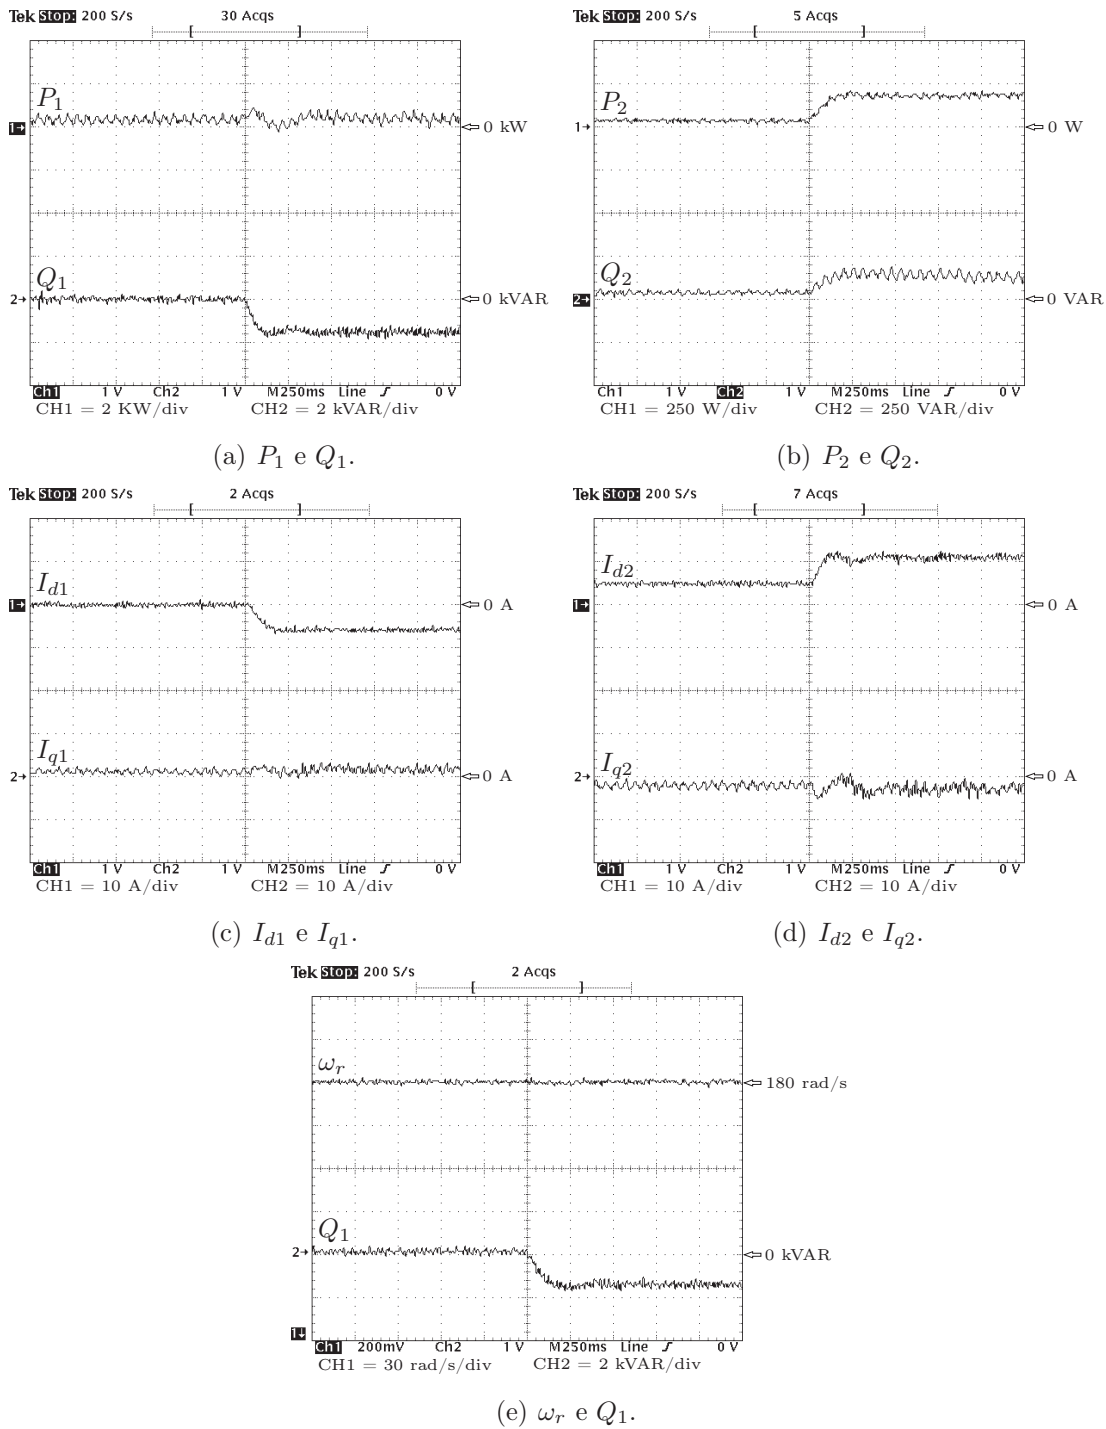 Tek Stop: 200 S/s 30 Acqs
P1
1→ 0 kW
Q1
2→ 0 kVAR
Ch1 1 V Ch2 1 V M250ms Line 0 V
CH1 = 2 KW/div CH2 = 2 kVAR/div
(a) P1 e Q1.
Tek Stop: 200 S/s 5 Acqs
P2
1→ 0 W
Q2
2→ 0 VAR
Ch1 1 V Ch2 1 V M250ms Line 0 V
CH1 = 250 W/div CH2 = 250 VAR/div
(b) P2 e Q2.
Tek Stop: 200 S/s 2 Acqs
Id1
1→ 0 A
Iq1
2→ 0 A
Ch1 1 V Ch2 1 V M250ms Line 0 V
CH1 = 10 A/div CH2 = 10 A/div
(c) Id1 e Iq1.
Tek Stop: 200 S/s 7 Acqs
Id2
1→ 0 A
Iq2
2→ 0 A
Ch1 1 V Ch2 1 V M250ms Line 0 V
CH1 = 10 A/div CH2 = 10 A/div
(d) Id2 e Iq2.
Tek Stop: 200 S/s 2 Acqs
ωr
180 rad/s
Q1
2→ 0 kVAR
1↓
Ch1 200mV Ch2 1 V M250ms Line 0 V
CH1 = 30 rad/s/div CH2 = 2 kVAR/div
(e) ωr e Q1.